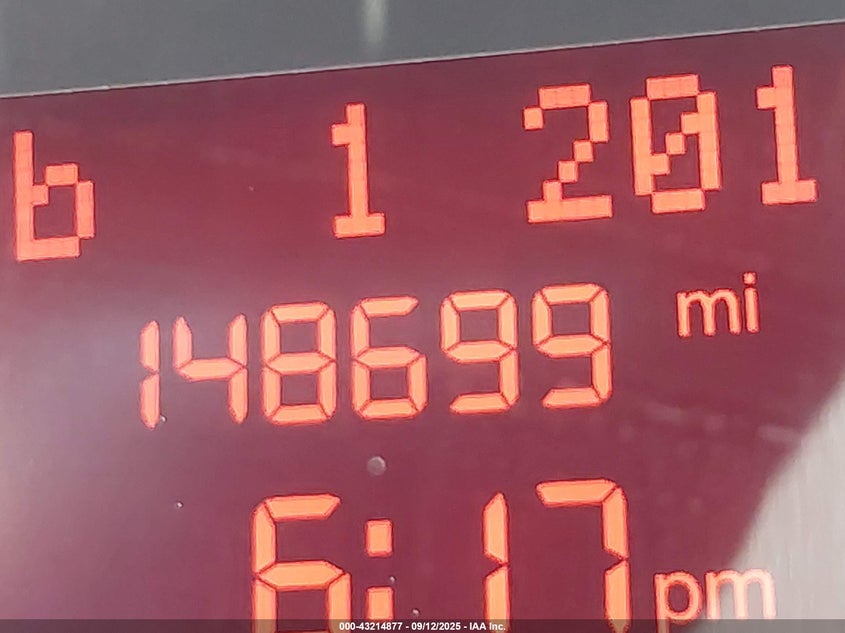 b 1 201
148699 mi
6:17 pm
000-43214877 - 09/12/2025 - IAA Inc.